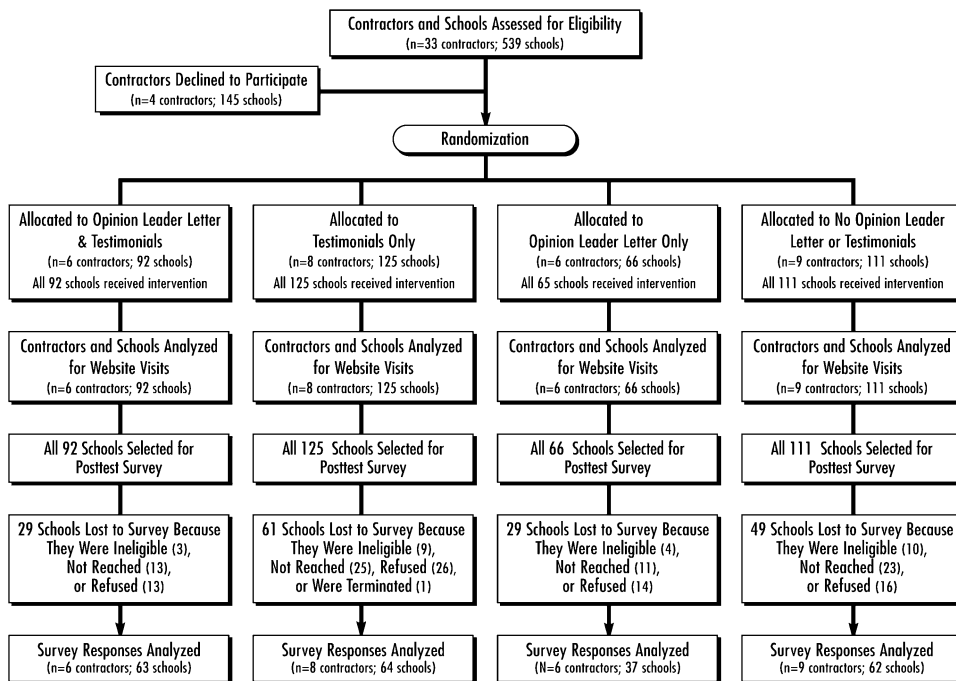 Contractors and Schools Assessed for Eligibility
(n=33 contractors; 539 schools)
Contractors Declined to Participate
(n=4 contractors; 145 schools)
Randomization
Allocated to Opinion Leader Letter
& Testimonials
(n=6 contractors; 92 schools)
All 92 schools received intervention
Allocated to
Testimonials Only
(n=8 contractors; 125 schools)
All 125 schools received intervention
Allocated to
Opinion Leader Letter Only
(n=6 contractors; 66 schools)
All 65 schools received intervention
Allocated to No Opinion Leader
Letter or Testimonials
(n=9 contractors; 111 schools)
All 111 schools received intervention
Contractors and Schools Analyzed
for Website Visits
(n=6 contractors; 92 schools)
Contractors and Schools Analyzed
for Website Visits
(n=8 contractors; 125 schools)
Contractors and Schools Analyzed
for Website Visits
(n=6 contractors; 66 schools)
Contractors and Schools Analyzed
for Website Visits
(n=9 contractors; 111 schools)
All 92 Schools Selected for
Posttest Survey
All 125 Schools Selected for
Posttest Survey
All 66 Schools Selected for
Posttest Survey
All 111 Schools Selected for
Posttest Survey
29 Schools Lost to Survey Because
They Were Ineligible (3),
Not Reached (13),
or Refused (13)
61 Schools Lost to Survey Because
They Were Ineligible (9),
Not Reached (25), Refused (26),
or Were Terminated (1)
29 Schools Lost to Survey Because
They Were Ineligible (4),
Not Reached (11),
or Refused (14)
49 Schools Lost to Survey Because
They Were Ineligible (10),
Not Reached (23),
or Refused (16)
Survey Responses Analyzed
(n=6 contractors; 63 schools)
Survey Responses Analyzed
n=8 contractors; 64 schools)
Survey Responses Analyzed
(N=6 contractors; 37 schools)
Survey Responses Analyzed
(n=9 contractors; 62 schools)